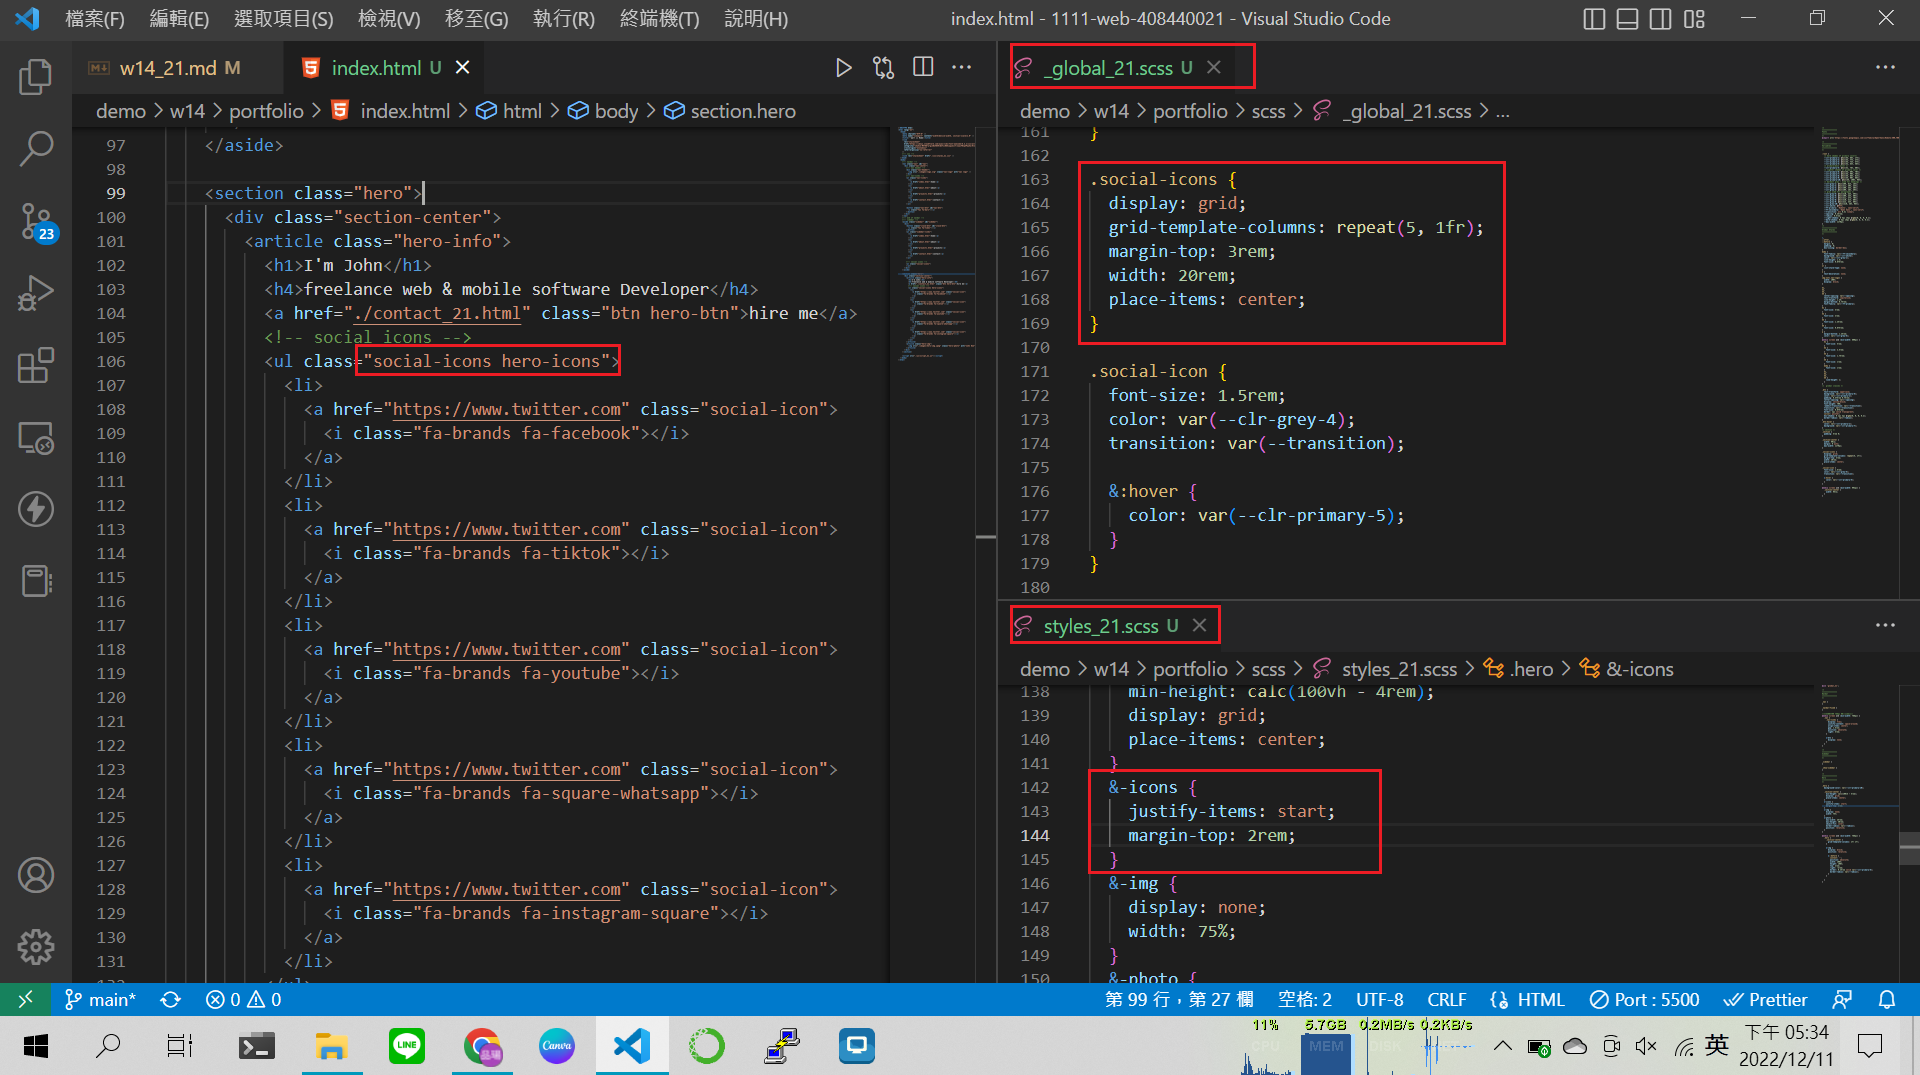 檔案(F) 編輯(E) 選取項目(S) 檢視(V) 移至(G) 執行(R) 終端機(T) 說明(H) index.html - 1111-web-408440021 - Visual Studio Code
w14_21.md M index.html U
demo > w14 > portfolio > index.html > html > body > section.hero
97 </aside>
98
99 <section class="hero">
100 <div class="section-center">
101 <article class="hero-info">
102 <h1>I'm John</h1>
103 <h4>freelance web & mobile software Developer</h4>
104 <a href="./contact_21.html" class="btn hero-btn">hire me</a>
105 <!-- social icons -->
106 <ul class="social-icons hero-icons">
107 <li>
108 <a href="https://www.twitter.com" class="social-icon">
109 <i class="fa-brands fa-facebook"></i>
110 </a>
111 </li>
112 <li>
113 <a href="https://www.twitter.com" class="social-icon">
114 <i class="fa-brands fa-tiktok"></i>
115 </a>
116 </li>
117 <li>
118 <a href="https://www.twitter.com" class="social-icon">
119 <i class="fa-brands fa-youtube"></i>
120 </a>
121 </li>
122 <li>
123 <a href="https://www.twitter.com" class="social-icon">
124 <i class="fa-brands fa-square-whatsapp"></i>
125 </a>
126 </li>
127 <li>
128 <a href="https://www.twitter.com" class="social-icon">
129 <i class="fa-brands fa-instagram-square"></i>
130 </a>
131 </li>
23
_global_21.scss U
demo > w14 > portfolio > scss > _global_21.scss > ...
161 }
162
163 .social-icons {
164 display: grid;
165 grid-template-columns: repeat(5, 1fr);
166 margin-top: 3rem;
167 width: 20rem;
168 place-items: center;
169 }
170
171 .social-icon {
172 font-size: 1.5rem;
173 color: var(--clr-grey-4);
174 transition: var(--transition);
175
176 &:hover {
177 color: var(--clr-primary-5);
178 }
179 }
180
styles_21.scss U
demo > w14 > portfolio > scss > styles_21.scss > .hero > &-icons
138 min-height: calc(100vh - 4rem);
139 display: grid;
140 place-items: center;
141 }
142 &-icons {
143 justify-items: start;
144 margin-top: 2rem;
145 }
146 &-img {
147 display: none;
148 width: 75%;
149 }
150 &-photo {
main* 0 0 第 99 行，第 27 欄 空格: 2 UTF-8 CRLF HTML Port : 5500 Prettier
LINE Canva 11% 5.7GB 0.2MB/s 0.2KB/s
CPU MEM 英 下午 05:34
2022/12/11